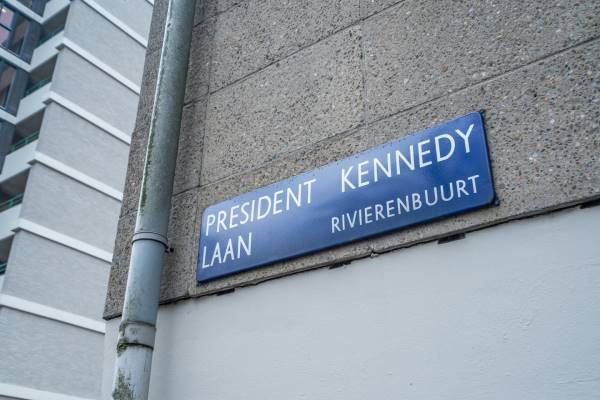 PRESIDENT KENNEDY
LAAN RIVIERENBUURT